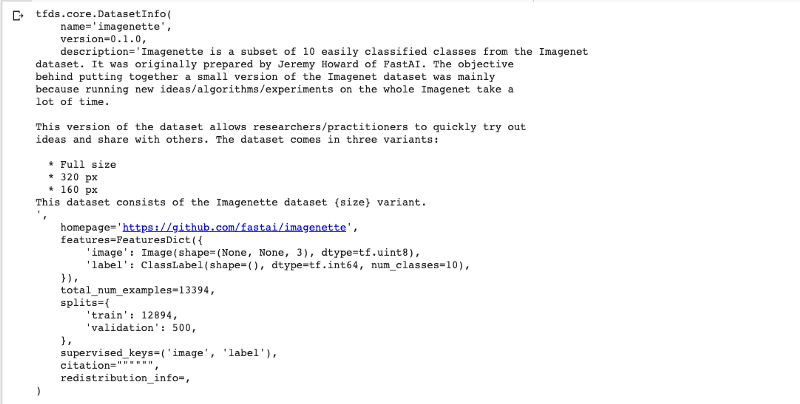 tfds.core.DatasetInfo(
    name='imagenette',
    version=0.1.0,
    description='Imagenette is a subset of 10 easily classified classes from the Imagenet
dataset. It was originally prepared by Jeremy Howard of FastAI. The objective
behind putting together a small version of the Imagenet dataset was mainly
because running new ideas/algorithms/experiments on the whole Imagenet take a
lot of time.

This version of the dataset allows researchers/practitioners to quickly try out
ideas and share with others. The dataset comes in three variants:

  * Full size
  * 320 px
  * 160 px
This dataset consists of the Imagenette dataset {size} variant.
',
    homepage='https://github.com/fastai/imagenette',
    features=FeaturesDict({
        'image': Image(shape=(None, None, 3), dtype=tf.uint8),
        'label': ClassLabel(shape=(), dtype=tf.int64, num_classes=10),
    }),
    total_num_examples=13394,
    splits={
        'train': 12894,
        'validation': 500,
    },
    supervised_keys=('image', 'label'),
    citation="""""",
    redistribution_info=,
)